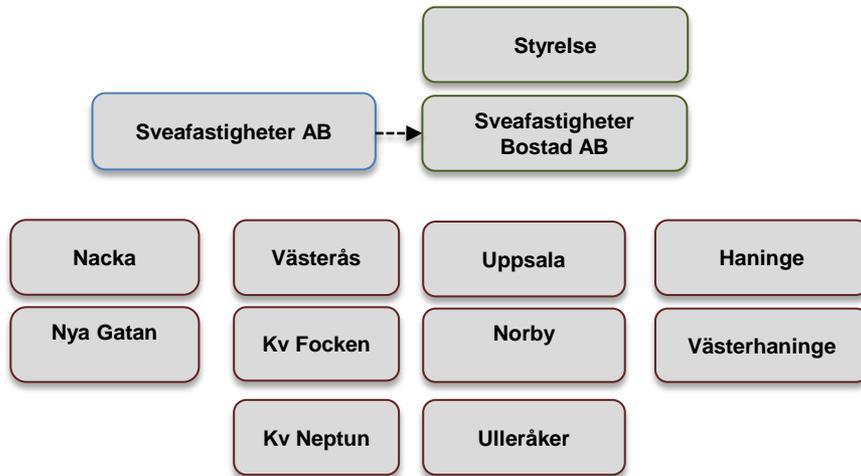 Styrelse
Sveafastigheter AB
Sveafastigheter
Bostad AB
Nacka
Västerås
Uppsala
Haninge
Nya Gatan
Kv Focken
Norby
Västerhaninge
Kv Neptun
Ulleråker